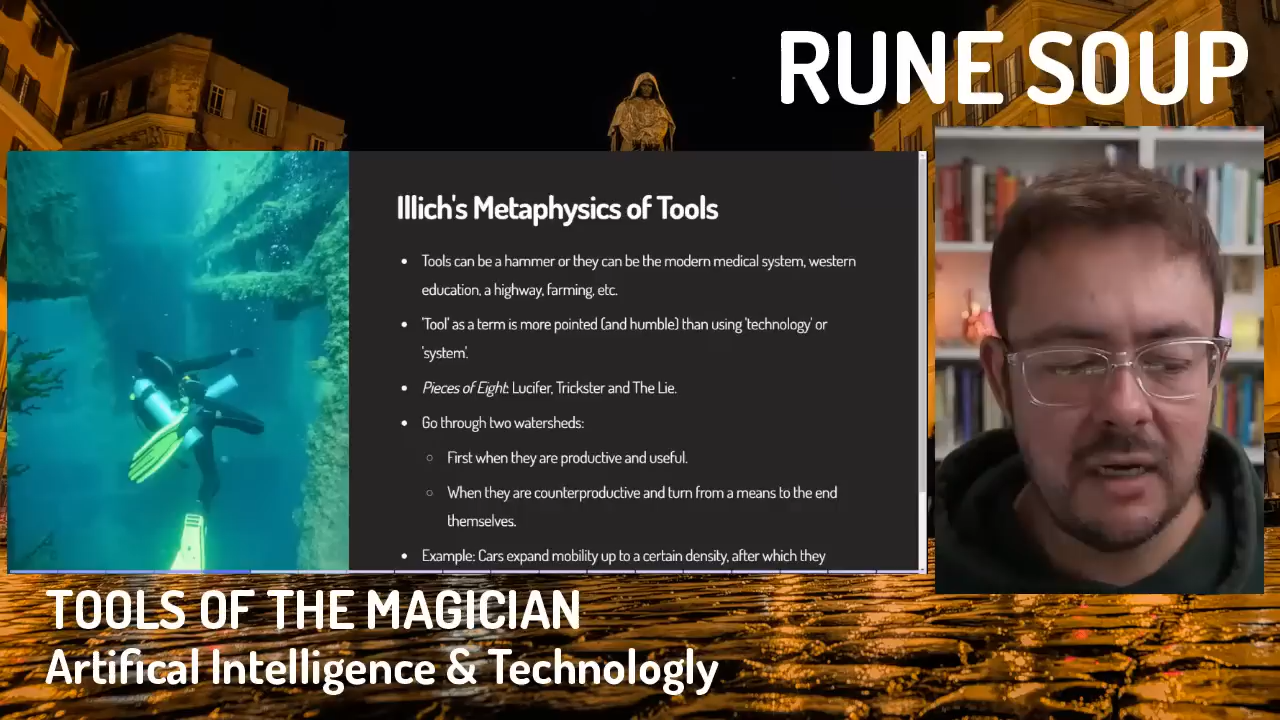 RUNE SOUP
Illich's Metaphysics of Tools
• Tools can be a hammer or they can be the modern medical system, western
education, a highway, farming, etc.
• 'Tool' as a term is more pointed (and humble) than using 'technology' or
'system'.
• Pieces of Eight: Lucifer, Trickster and The Lie.
• Go through two watersheds:
○ First when they are productive and useful.
○ When they are counterproductive and turn from a means to the end
themselves.
• Example: Cars expand mobility up to a certain density, after which they
TOOLS OF THE MAGICIAN
Artifical Intelligence & Technologly